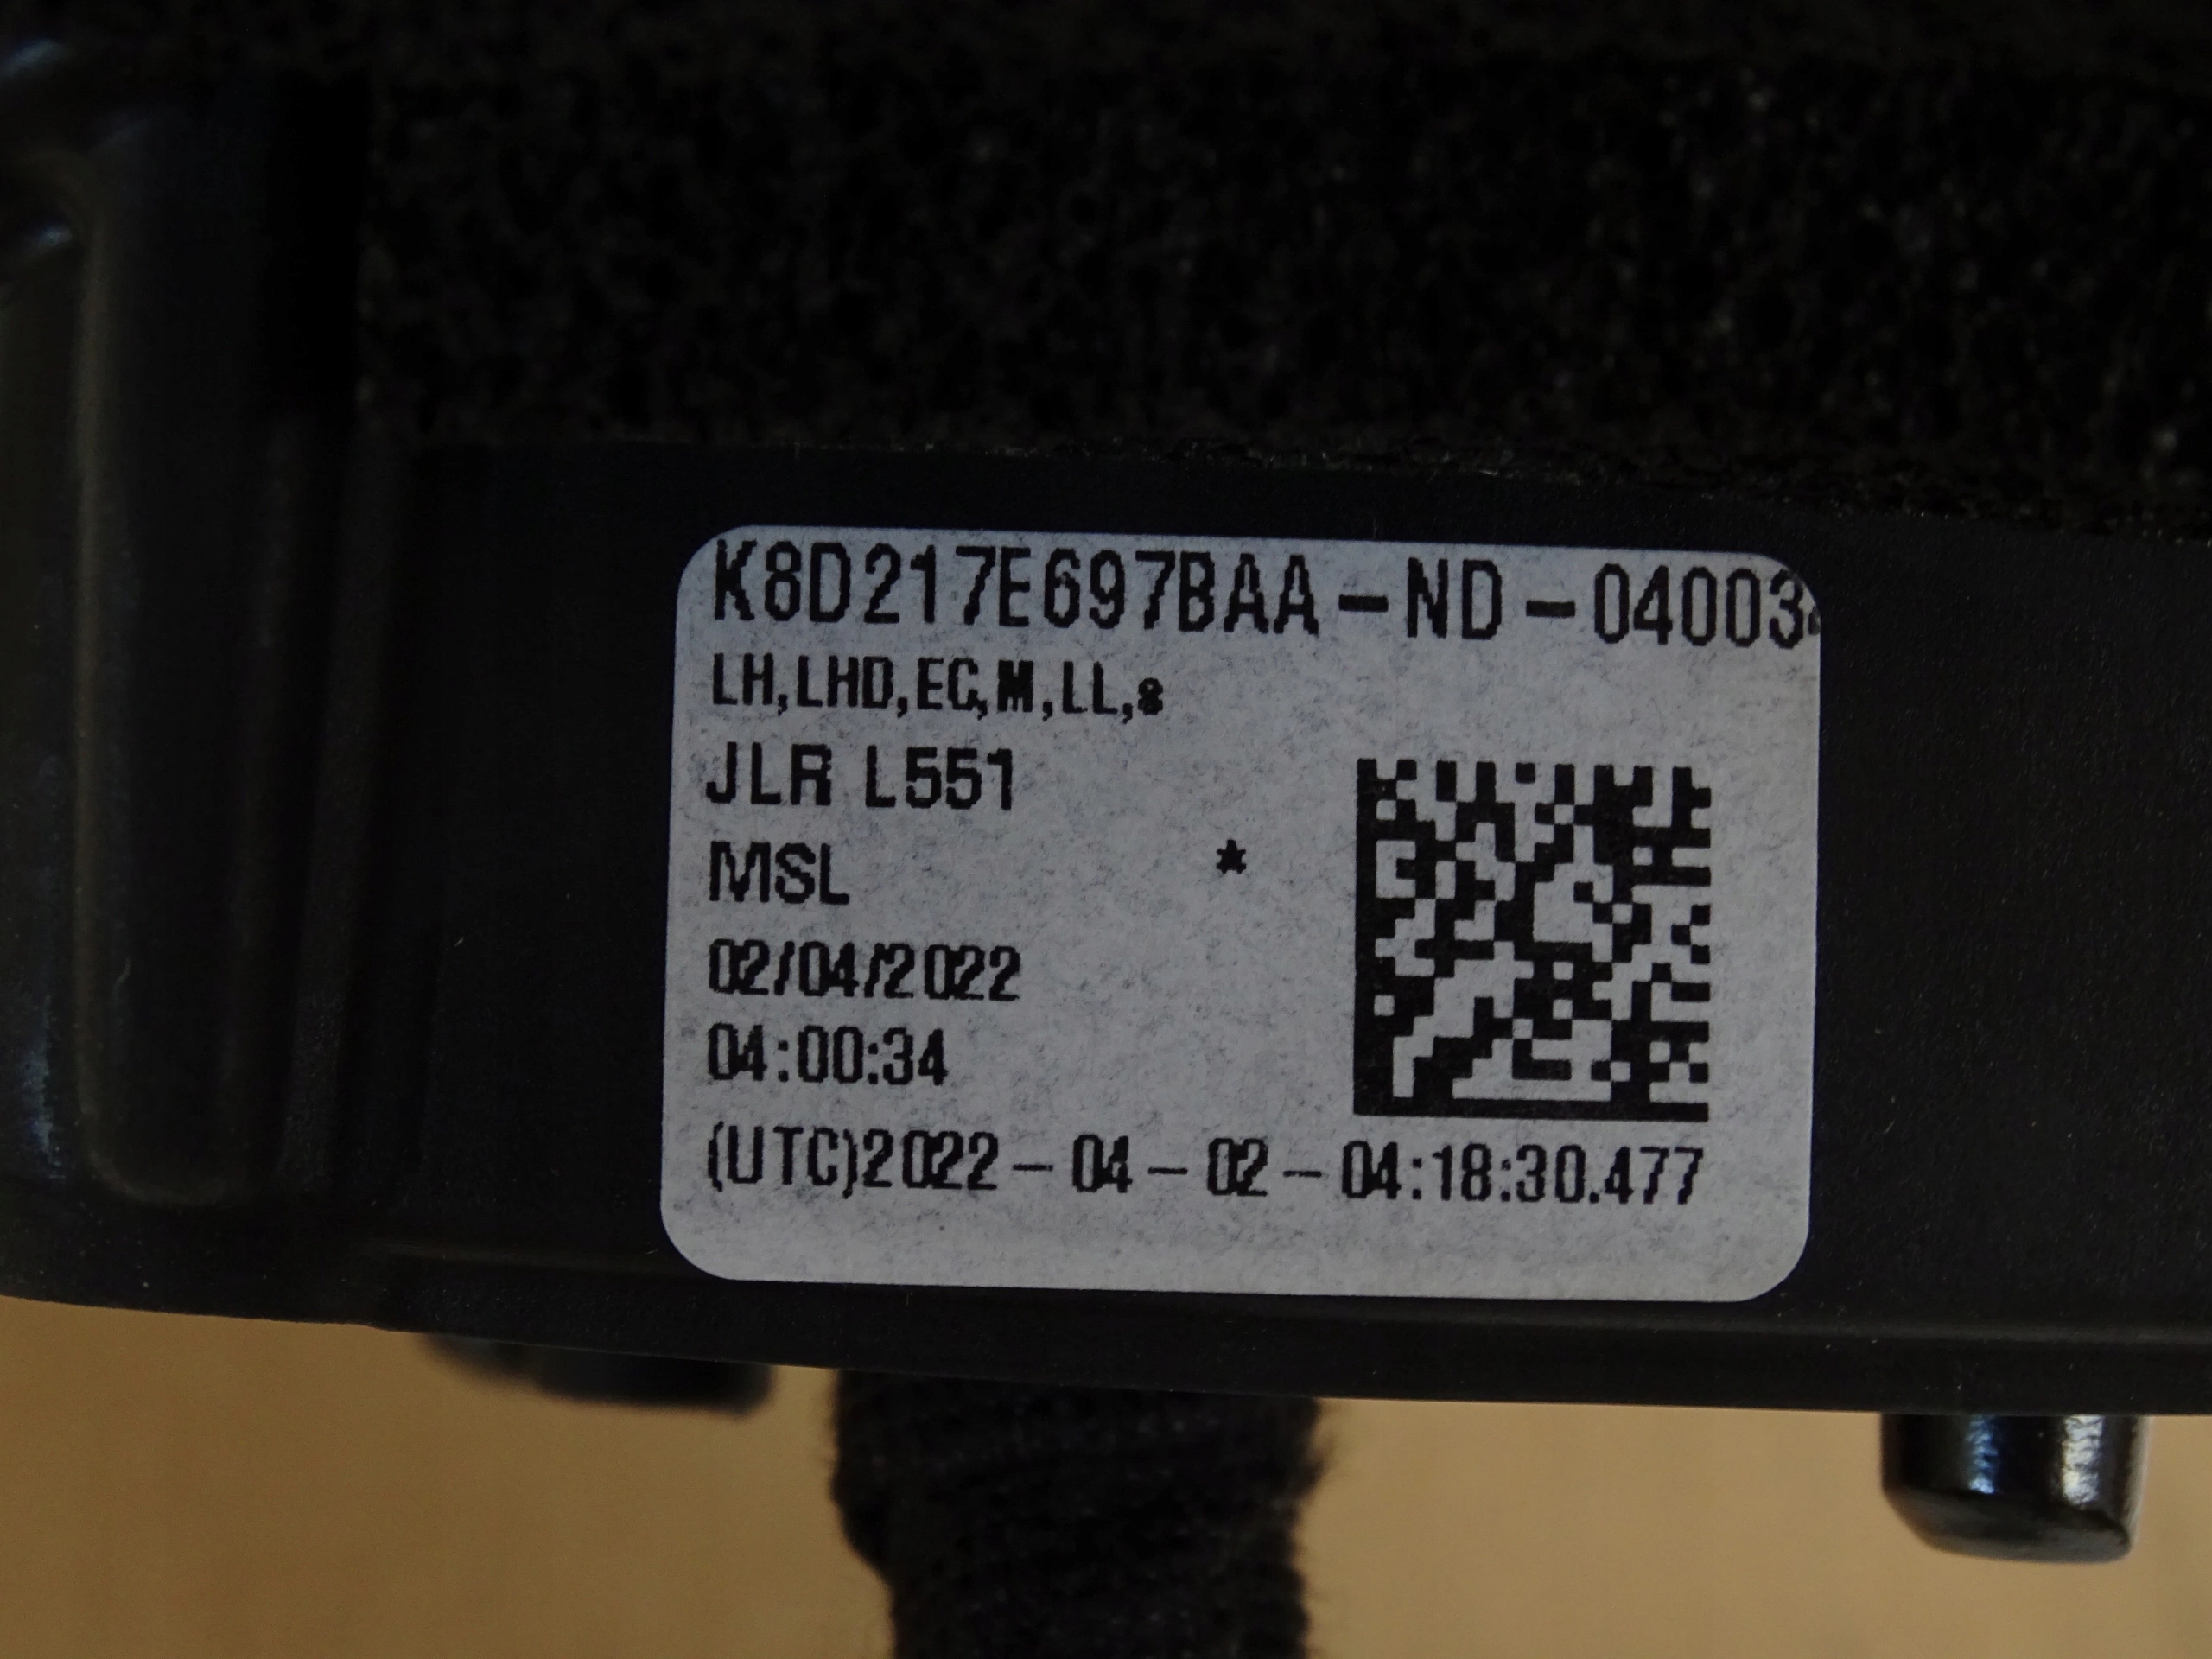 K8D217E697BAA-ND-04003
LH,LHD,EC,M,LL,8
JLR L551
MSL *
02/04/2022
04:00:34
(UTC)2022-04-02-04:18:30.477